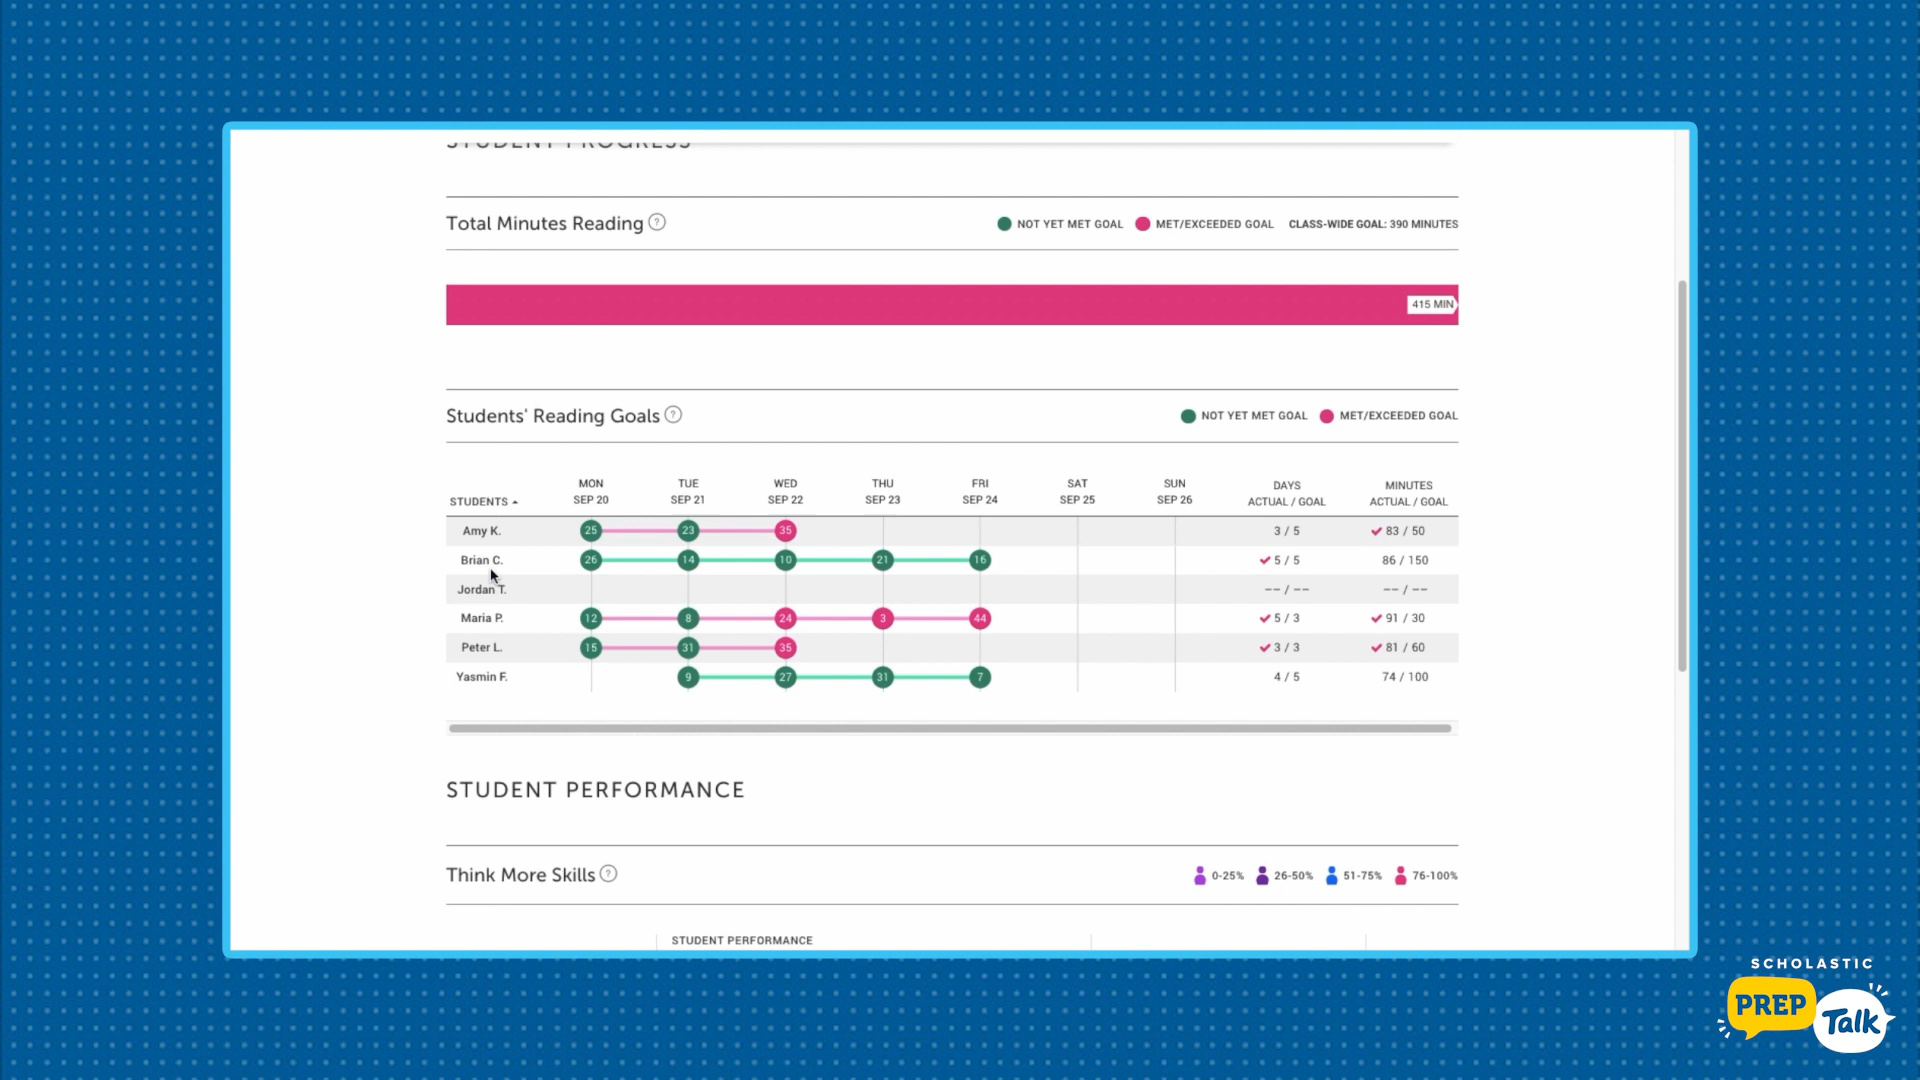 STUDENT PROGRESS
Total Minutes Reading ? NOT YET MET GOAL MET/EXCEEDED GOAL CLASS-WIDE GOAL: 390 MINUTES
415 MIN
Students' Reading Goals ? NOT YET MET GOAL MET/EXCEEDED GOAL
MON TUE WED THU FRI SAT SUN DAYS MINUTES
STUDENTS SEP 20 SEP 21 SEP 22 SEP 23 SEP 24 SEP 25 SEP 26 ACTUAL / GOAL ACTUAL / GOAL
Amy K. 25 23 35 3 / 5 83 / 50
Brian C. 26 14 10 21 16 5 / 5 86 / 150
Jordan T. -- / -- -- / --
Maria P. 12 8 24 3 44 5 / 3 91 / 30
Peter L. 15 31 35 3 / 3 81 / 60
Yasmin F. 9 27 31 7 4 / 5 74 / 100
STUDENT PERFORMANCE
Think More Skills ? 0-25% 26-50% 51-75% 76-100%
STUDENT PERFORMANCE
SCHOLASTIC
PREP
Talk